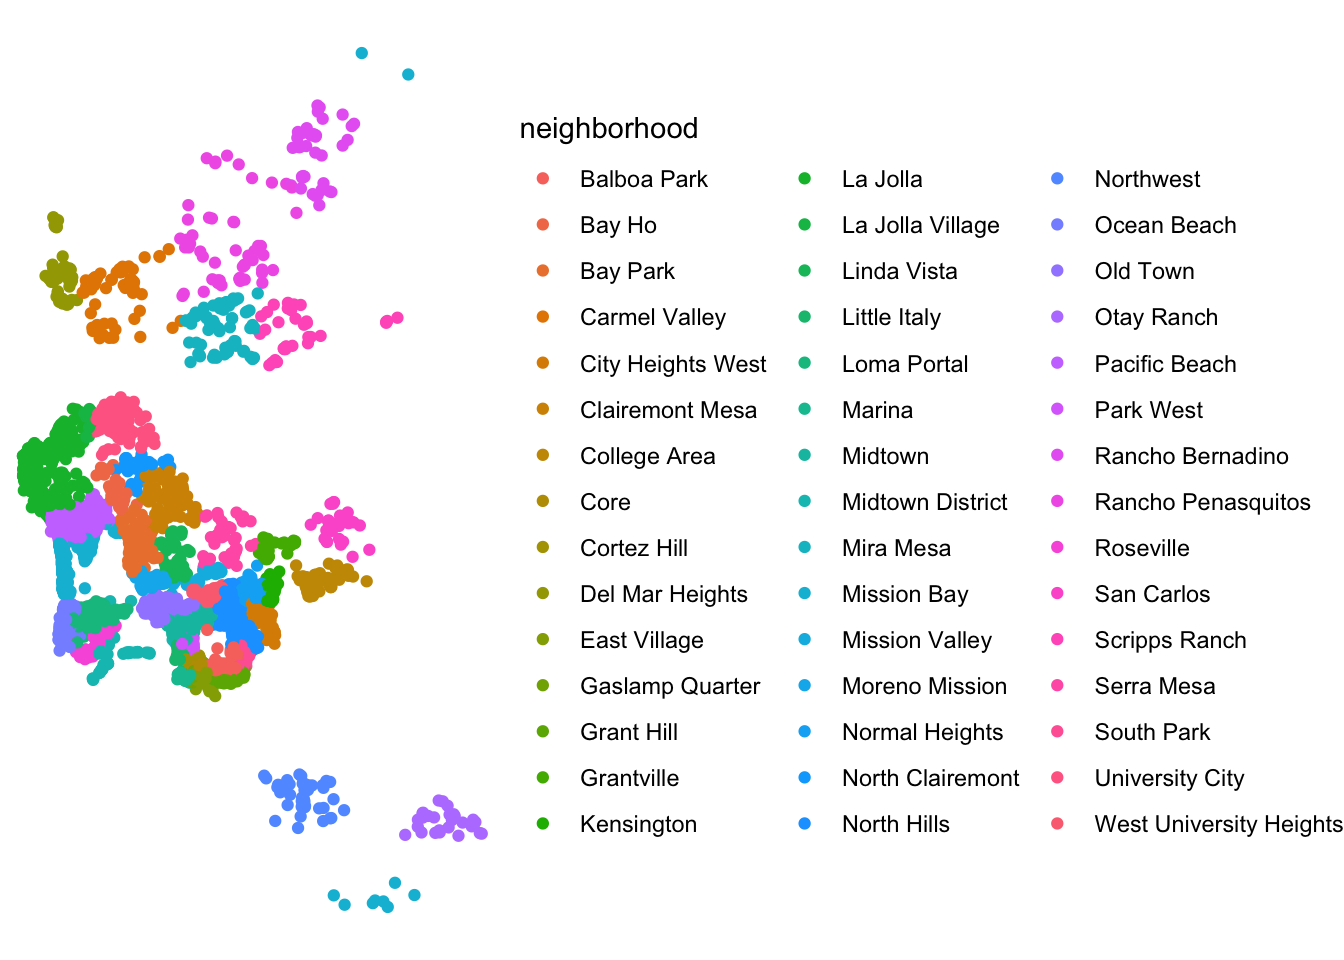 neighborhood
Balboa Park
Bay Ho
Bay Park
Carmel Valley
City Heights West
Clairemont Mesa
College Area
Core
Cortez Hill
Del Mar Heights
East Village
Gaslamp Quarter
Grant Hill
Grantville
Kensington
La Jolla
La Jolla Village
Linda Vista
Little Italy
Loma Portal
Marina
Midtown
Midtown District
Mira Mesa
Mission Bay
Mission Valley
Moreno Mission
Normal Heights
North Clairemont
North Hills
Northwest
Ocean Beach
Old Town
Otay Ranch
Pacific Beach
Park West
Rancho Bernadino
Rancho Penasquitos
Roseville
San Carlos
Scripps Ranch
Serra Mesa
South Park
University City
West University Heights